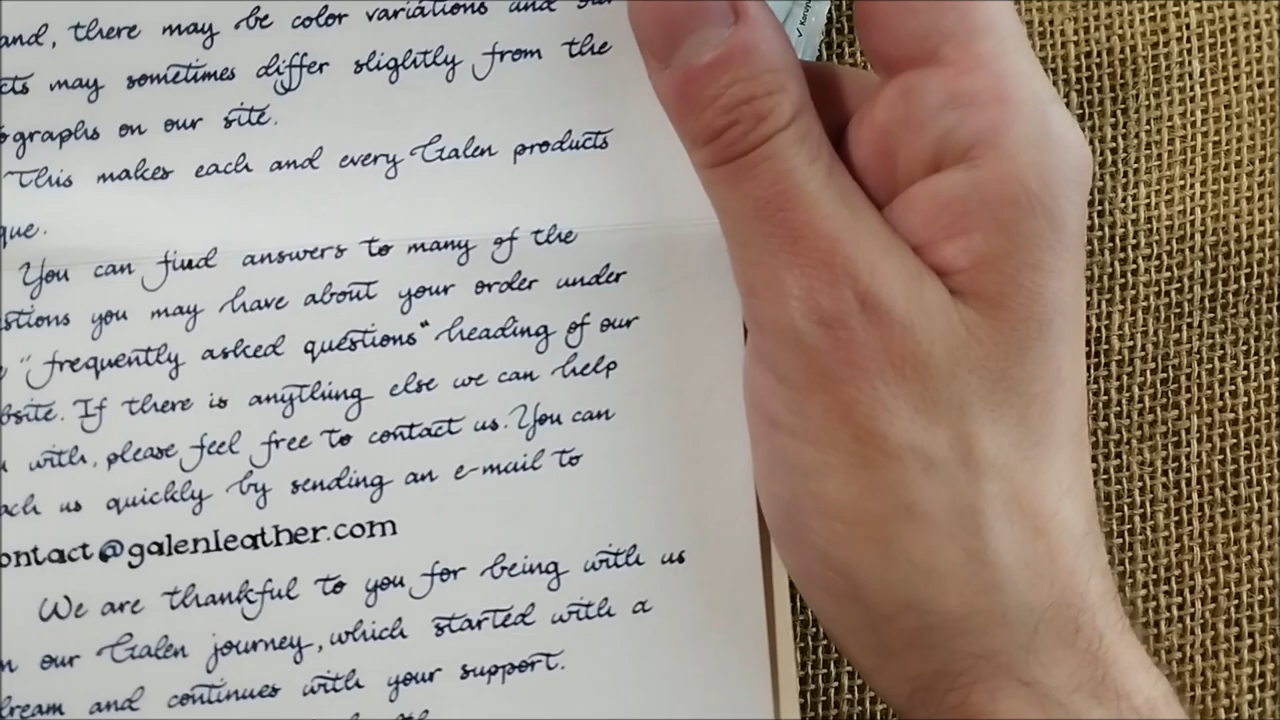 and, there may be color variations and our
cts may sometimes differ slightly from the
ographs on our site.
This makes each and every Galen products
que.
You can find answers to many of the
stions you may have about your order under
e "frequently asked questions" heading of our
bsite. If there is anything else we can help
u with, please feel free to contact us. You can
ach us quickly by sending an e-mail to
ontact@galenleather.com
We are thankful to you for being with us
n our Galen journey, which started with a
dream and continues with your support.